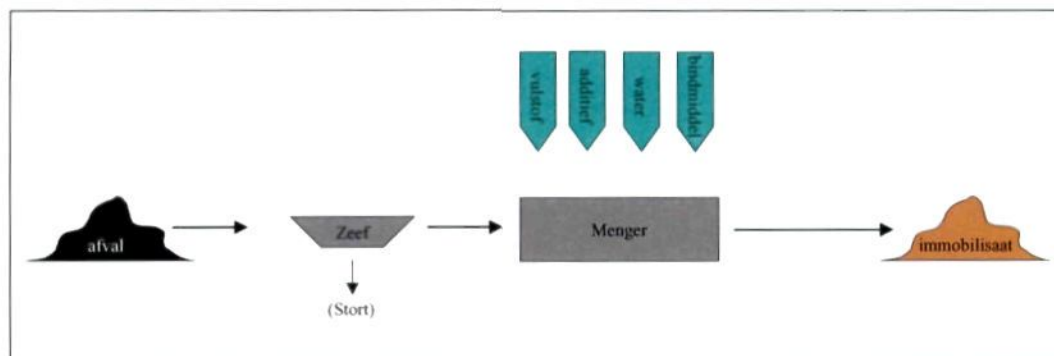 vulstof
additief
water
bindmiddel
afval
Zeef
Menger
immobilisaat
(Stort)